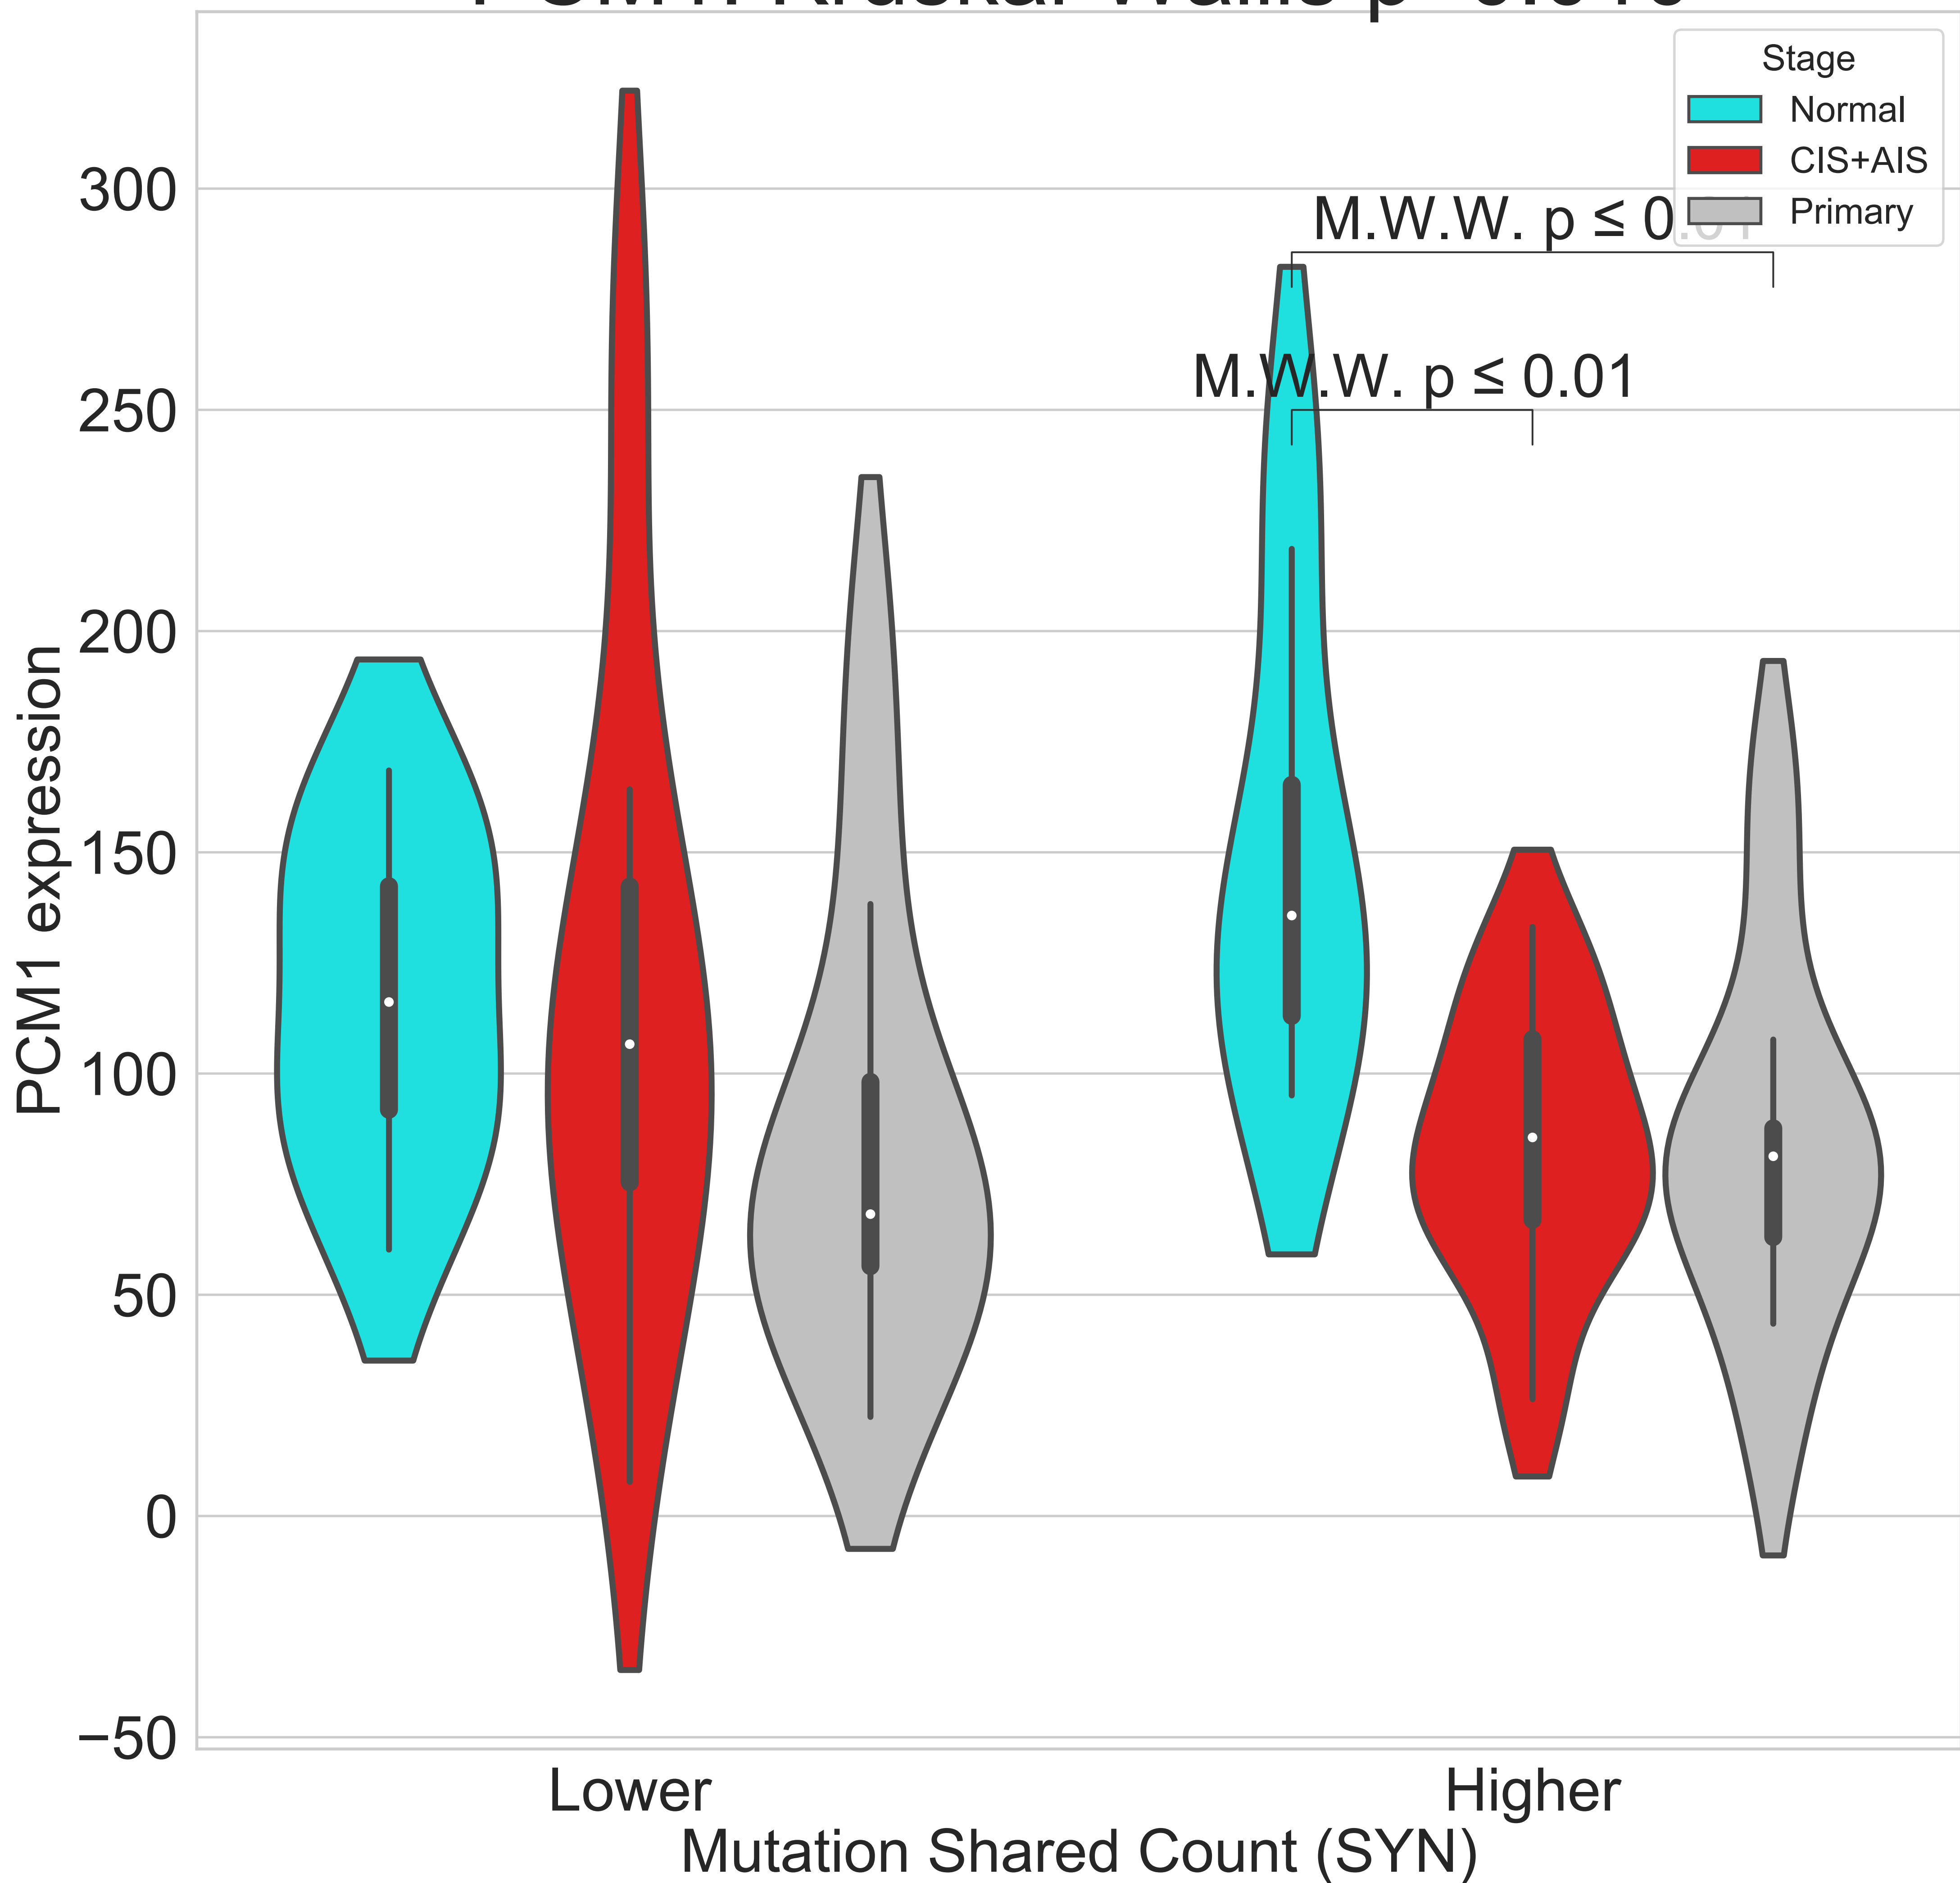 Stage
Normal
CIS+AIS
Primary
M.W.W. p ≤ 0.01
M.W.W. p ≤ 0.01
300
250
200
150
100
50
0
−50
PCM1 expression
Lower
Higher
Mutation Shared Count (SYN)